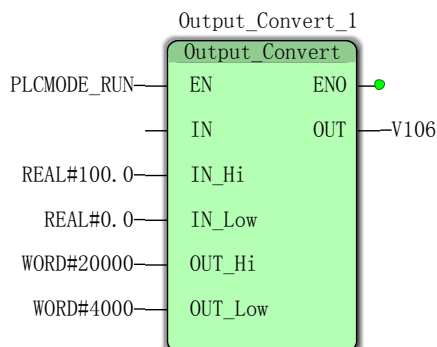 Output_Convert_1
Output_Convert
PLCMODE_RUN EN ENO
IN OUT V106
REAL#100.0 IN_Hi
REAL#0.0 IN_Low
WORD#20000 OUT_Hi
WORD#4000 OUT_Low